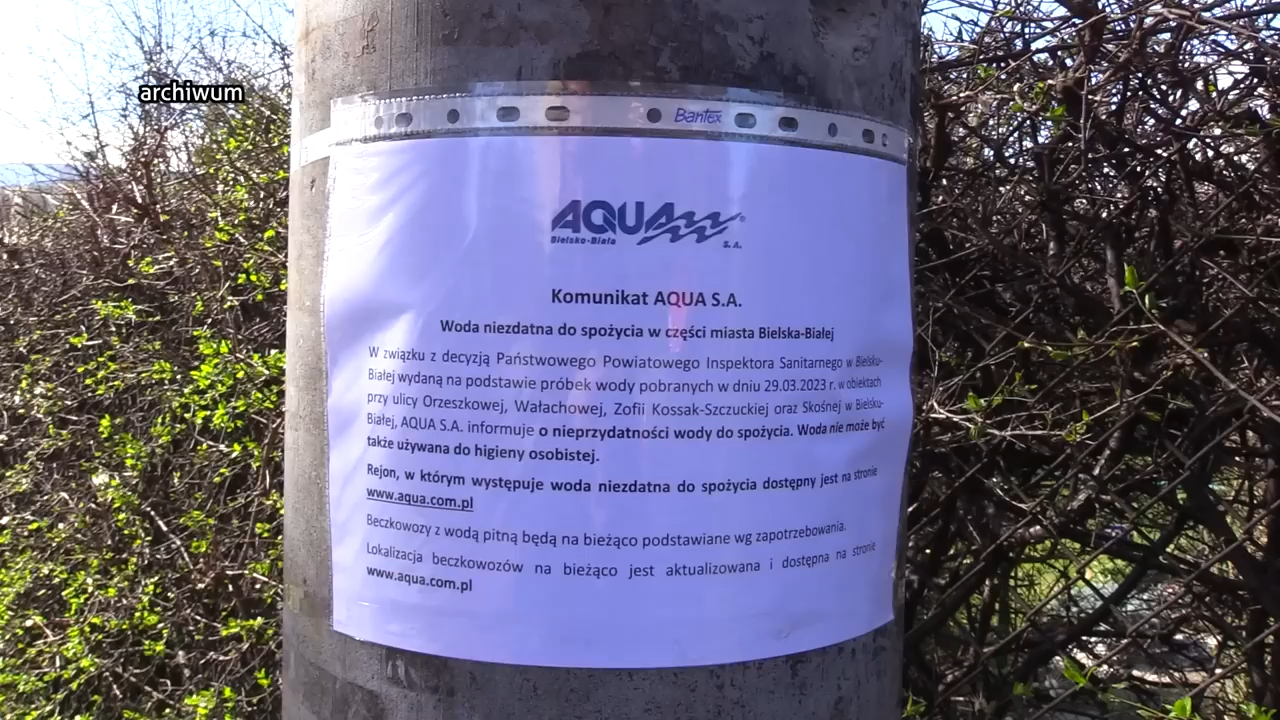 archiwum
Bantex
AQUA®
Bielsko-Biała S.A.
Komunikat AQUA S.A.
Woda niezdatna do spożycia w części miasta Bielska-Białej
W związku z decyzją Państwowego Powiatowego Inspektora Sanitarnego w Bielsku-
Białej wydaną na podstawie próbek wody pobranych w dniu 29.03.2023 r. w obiektach
przy ulicy Orzeszkowej, Wałachowej, Zofii Kossak-Szczuckiej oraz Skośnej w Bielsku-
Białej, AQUA S.A. informuje o nieprzydatności wody do spożycia. Woda nie może być
także używana do higieny osobistej.
Rejon, w którym występuje woda niezdatna do spożycia dostępny jest na stronie
www.aqua.com.pl
Beczkowozy z wodą pitną będą na bieżąco podstawiane wg zapotrzebowania.
Lokalizacja beczkowozów na bieżąco jest aktualizowana i dostępna na stronie
www.aqua.com.pl